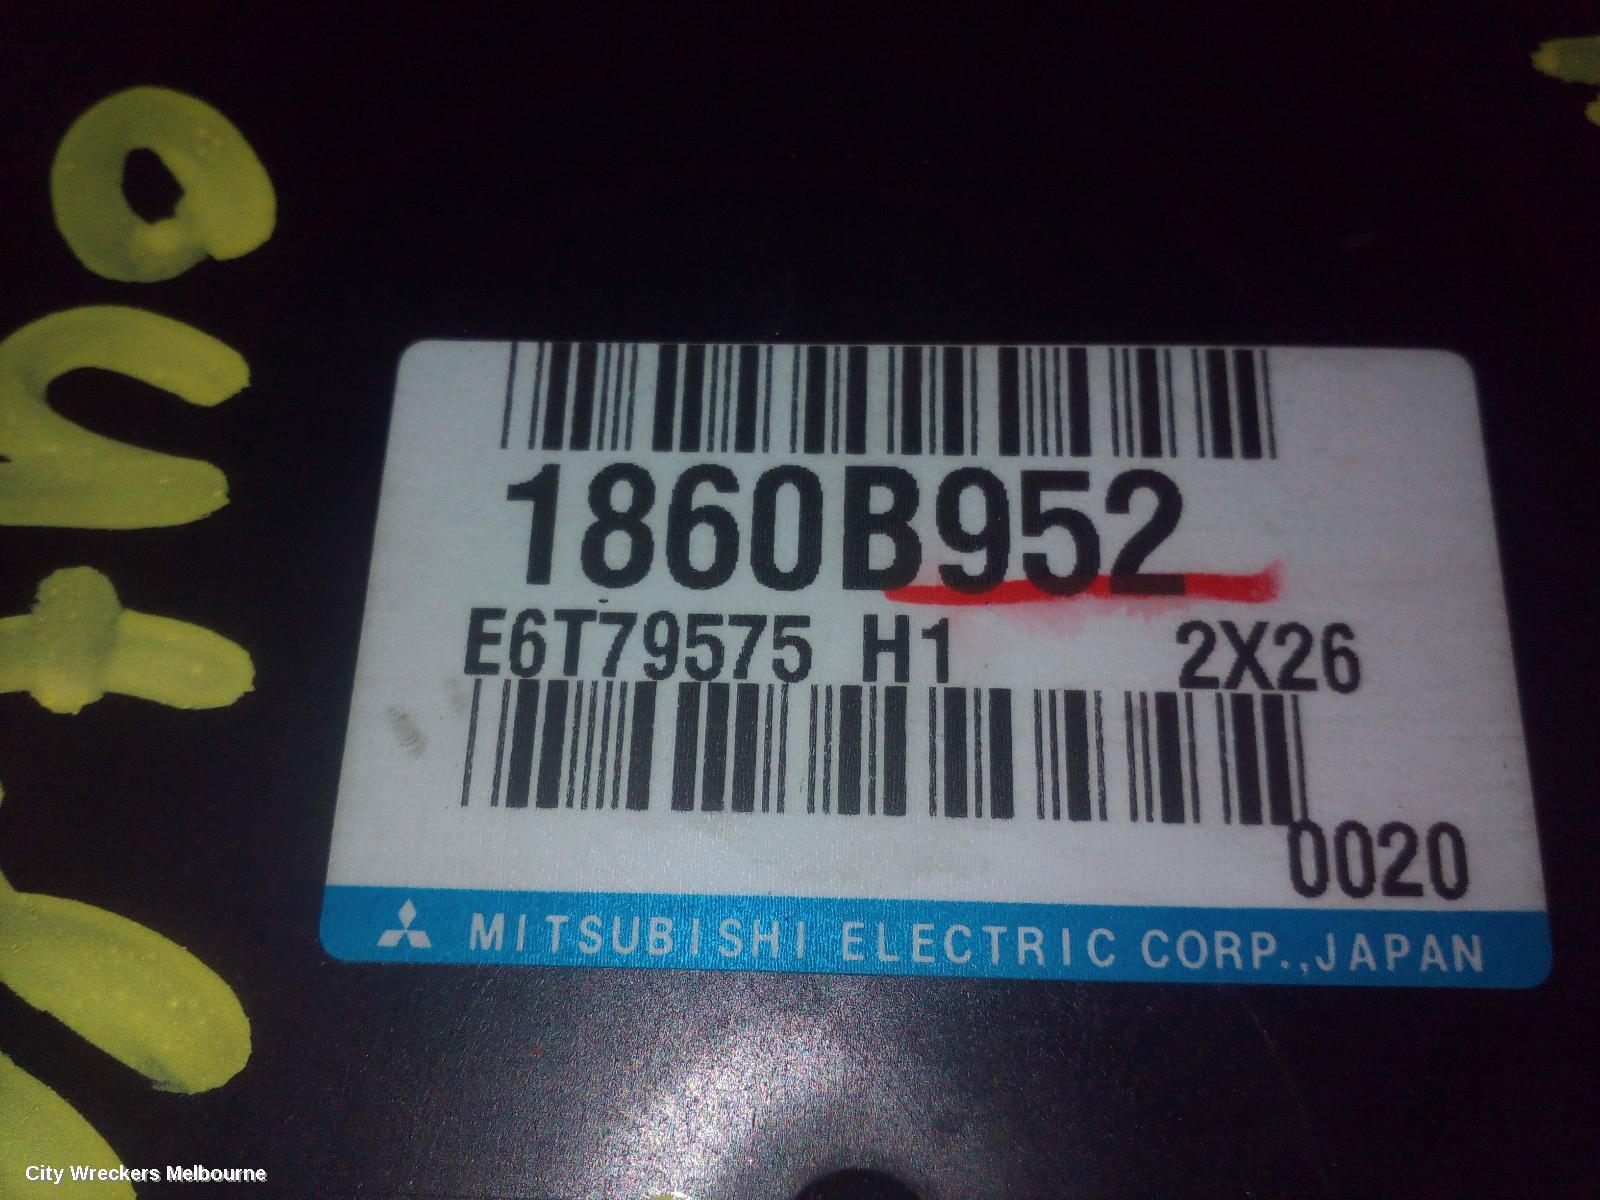 1860B952
E6T79575 H1 2X26
0020
MITSUBISHI ELECTRIC CORP.,JAPAN
City Wreckers Melbourne